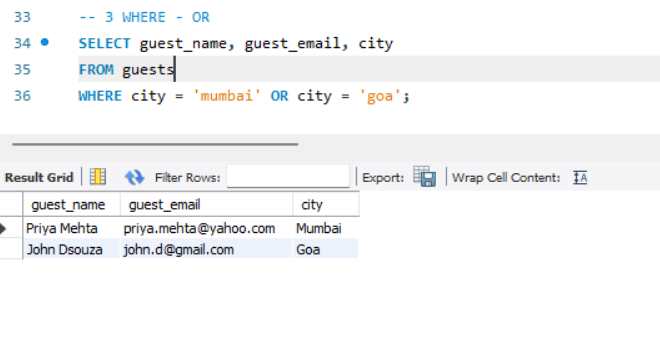 33 -- 3 WHERE - OR
34 SELECT guest_name, guest_email, city
35 FROM guests
36 WHERE city = 'mumbai' OR city = 'goa';
Result Grid Filter Rows: Export: Wrap Cell Content: IA
guest_name guest_email city
Priya Mehta priya.mehta@yahoo.com Mumbai
John Dsouza john.d@gmail.com Goa